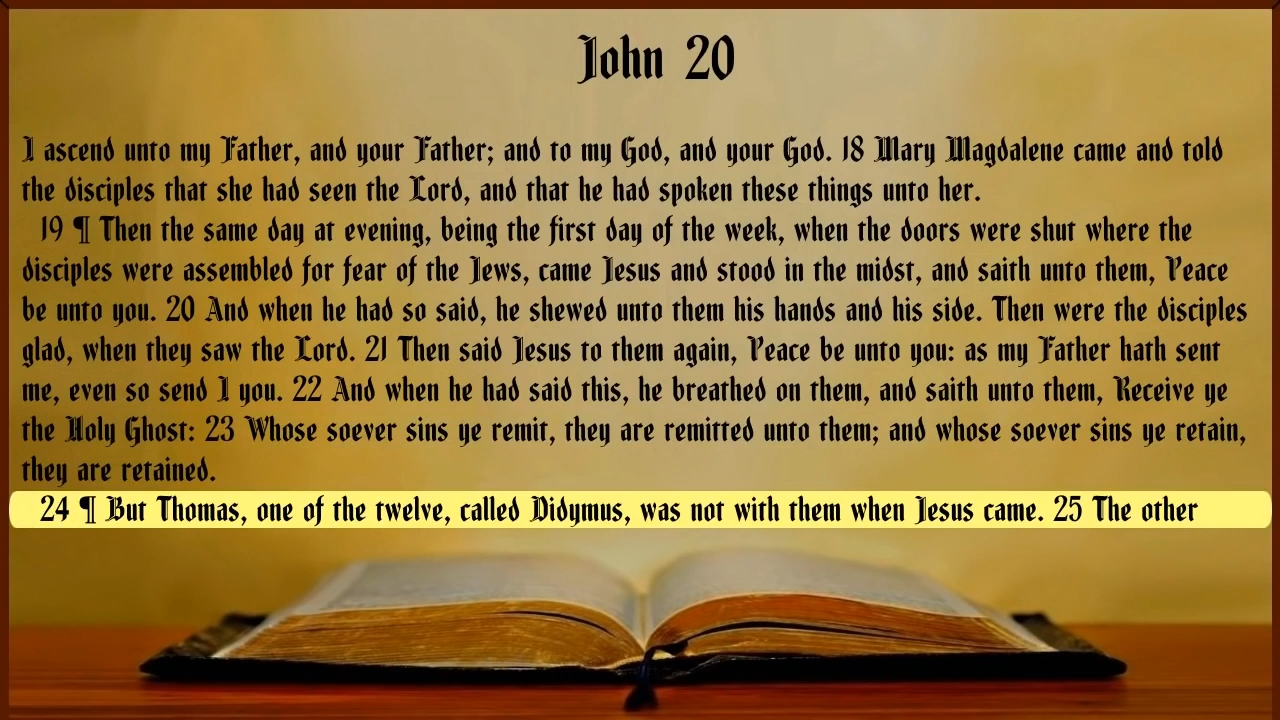 John 20
I ascend unto my Father, and your Father; and to my God, and your God. 18 Mary Magdalene came and told
the disciples that she had seen the Lord, and that he had spoken these things unto her.
19 ¶ Then the same day at evening, being the first day of the week, when the doors were shut where the
disciples were assembled for fear of the Jews, came Jesus and stood in the midst, and saith unto them, Peace
be unto you. 20 And when he had so said, he shewed unto them his hands and his side. Then were the disciples
glad, when they saw the Lord. 21 Then said Jesus to them again, Peace be unto you: as my Father hath sent
me, even so send I you. 22 And when he had said this, he breathed on them, and saith unto them, Receive ye
the Holy Ghost: 23 Whose soever sins ye remit, they are remitted unto them; and whose soever sins ye retain,
they are retained.
24 ¶ But Thomas, one of the twelve, called Didymus, was not with them when Jesus came. 25 The other